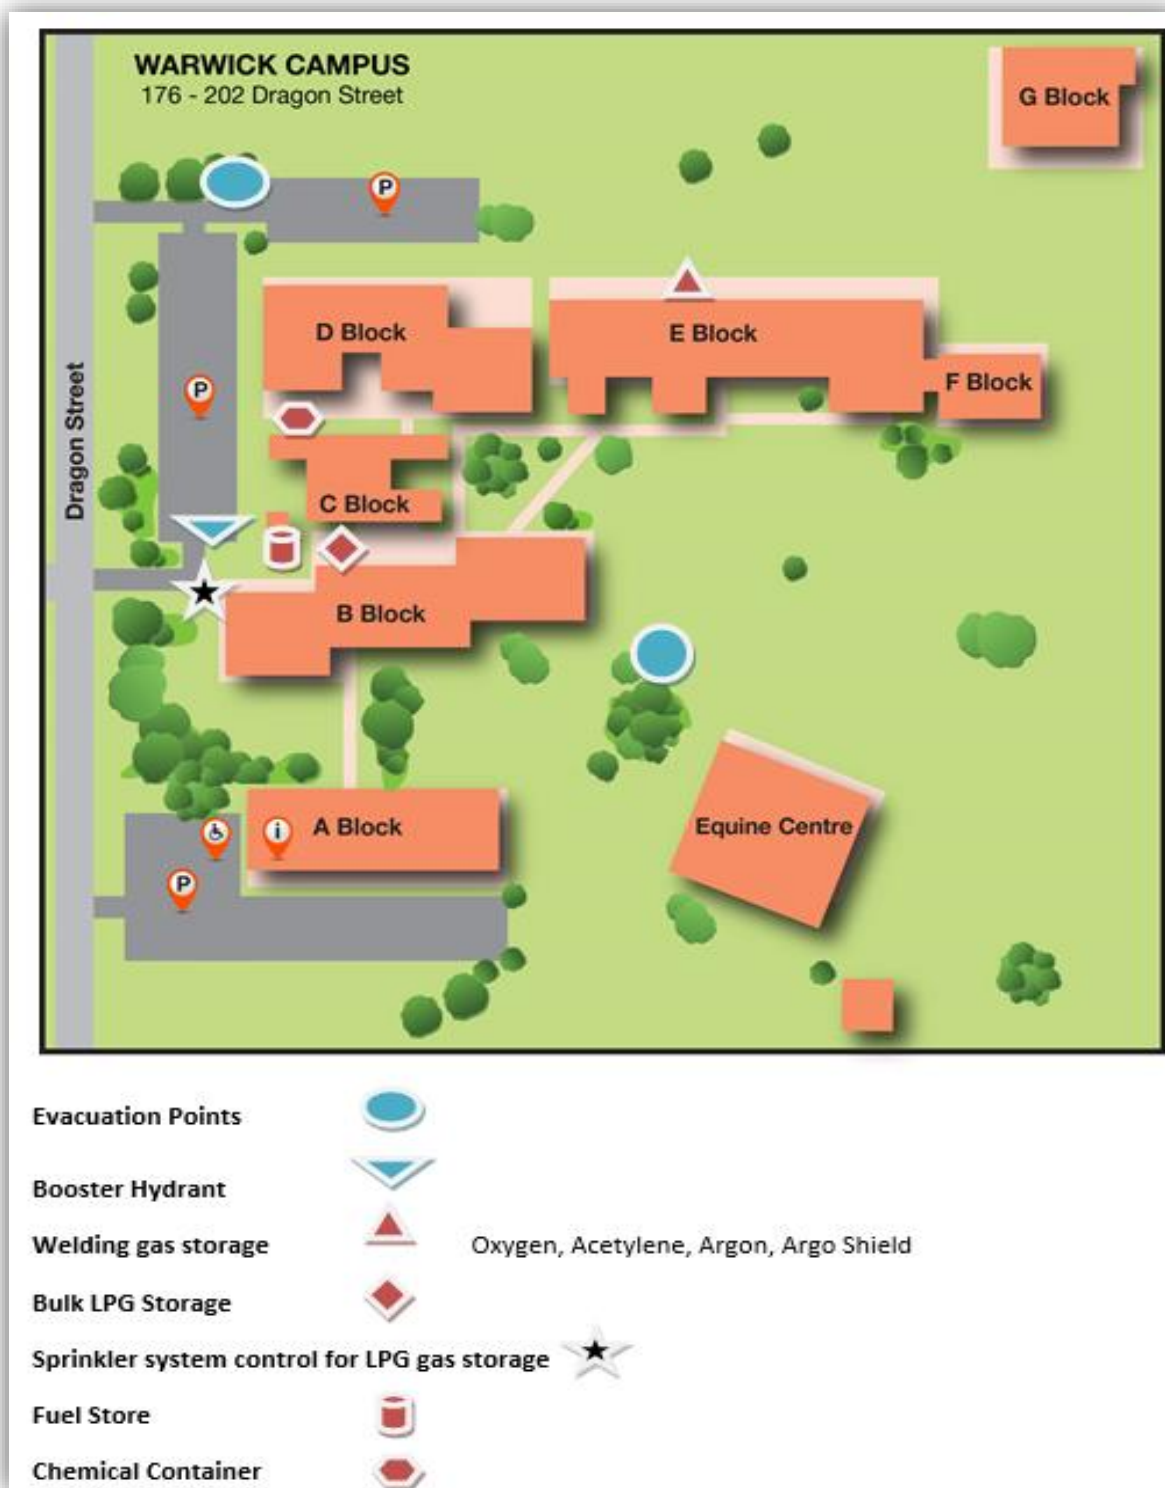 WARWICK CAMPUS
176 - 202 Dragon Street
G Block
P
D Block
E Block
F Block
P
Dragon Street
C Block
B Block
A Block
i
P
Equine Centre
Evacuation Points
Booster Hydrant
Welding gas storage Oxygen, Acetylene, Argon, Argo Shield
Bulk LPG Storage
Sprinkler system control for LPG gas storage
Fuel Store
Chemical Container